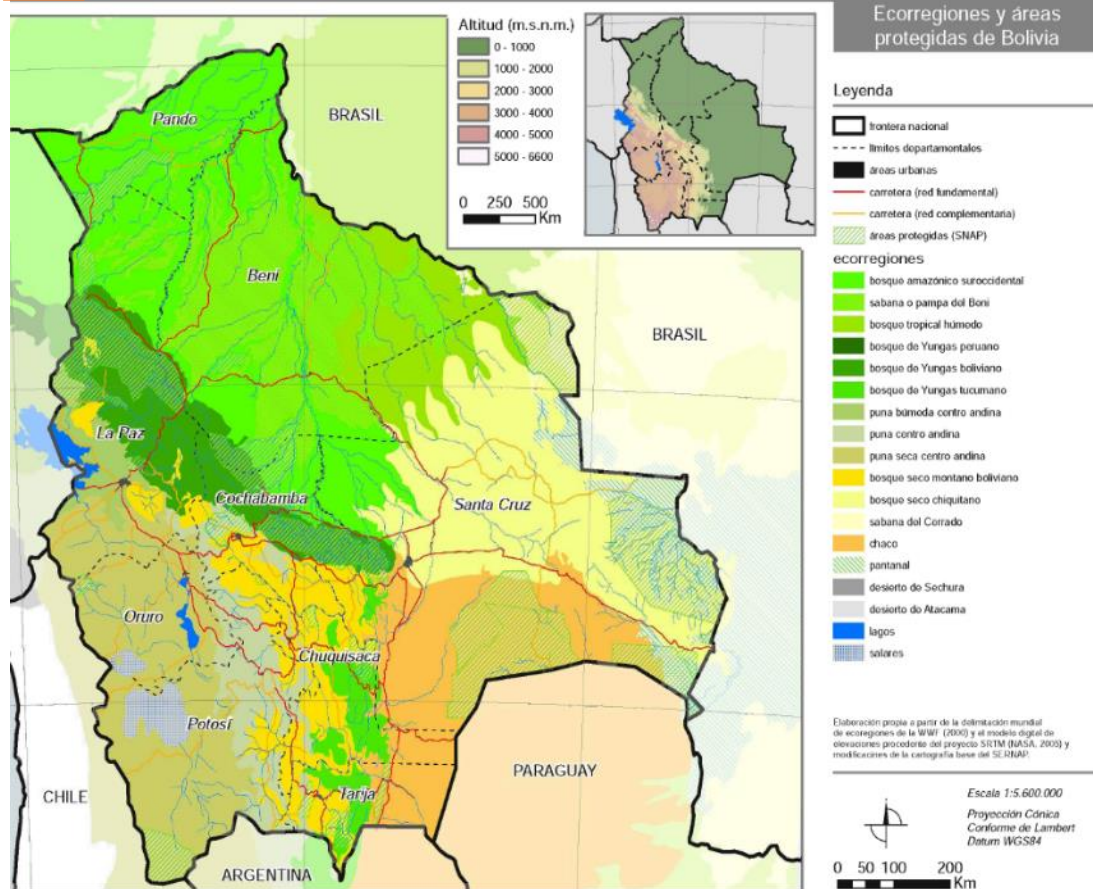 Ecorregiones y áreas
protegidas de Bolivia
Altitud (m.s.n.m.)
0 - 1000
1000 - 2000
2000 - 3000
3000 - 4000
4000 - 5000
5000 - 6600
0 250 500
Km
BRASIL
BRASIL
PARAGUAY
ARGENTINA
CHILE
Pando
Beni
La Paz
Cochabamba
Santa Cruz
Oruro
Chuquisaca
Potosí
Tarija
Leyenda
frontera nacional
límites departamentales
áreas urbanas
carretera (red fundamental)
carretera (red complementaria)
áreas protegidas (SNAP)
ecorregiones
bosque amazónico suroccidental
sabana o pampa del Beni
bosque tropical húmodo
bosque de Yungas peruano
bosque de Yungas boliviano
bosque de Yungas tucumano
puna búmeda centro andina
puna centro andina
puna seca centro andina
bosque seco montano boliviano
bosque seco chiquitano
sabana del Corrado
chaco
pantanal
desierto de Sechura
desierto do Atacama
lagos
salares
Elaboración propia a partir de la delimitación mundial
de ecoregiones de la WWF (2000) y el modelo digital de
elevaciones procedente del proyecto SRTM (NASA, 2005) y
modificacines de la cartografía base del SERNAP.
Escala 1:5.600.000
Proyección Cónica
Conforme de Lambert
Datum WGS84
0 50 100 200
Km